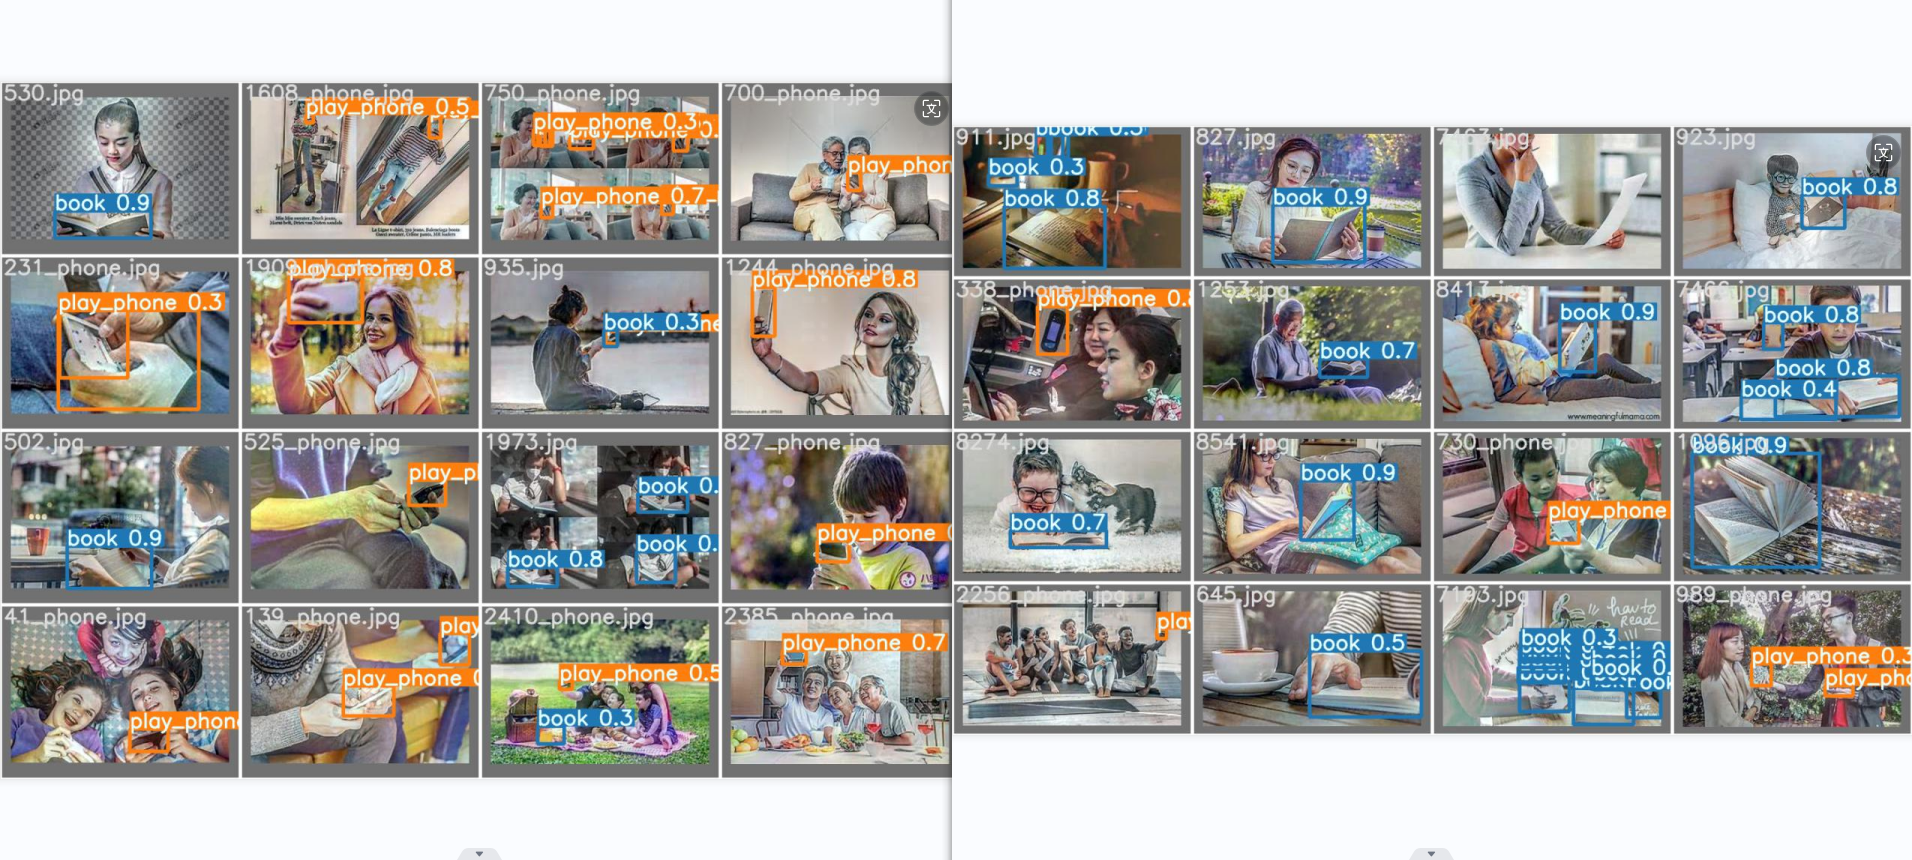 530.jpg
book 0.9
1608_phone.jpg
play_phone 0.5
750_phone.jpg
play_phone 0.3
play_phone 0.7
700_phone.jpg
play_phon
231_phone.jpg
play_phone 0.3
play_phone 0.8
935.jpg
book 0.3
1244_phone.jpg
play_phone 0.8
502.jpg
book 0.9
525_phone.jpg
play_p
1973.jpg
book 0.
book 0.8
book 0.
827_phone.jpg
play_phone
41_phone.jpg
play_phon
139_phone.jpg
play
play_phone
2410_phone.jpg
play_phone 0.5
book 0.3
2385_phone.jpg
play_phone 0.7
911.jpg
book 0.3
book 0.8
827.jpg
book 0.9
7463.jpg
923.jpg
book 0.8
338_phone.jpg
play_phone 0.8
1253.jpg
book 0.7
8413.jpg
book 0.9
www.meaningfulmama.com
7466.jpg
book 0.8
book 0.8
book 0.4
8274.jpg
book 0.7
8541.jpg
book 0.9
730_phone.jpg
play_phone
1096.jpg
book 0.9
2256_phone.jpg
play
645.jpg
book 0.5
7193.jpg
how to
Read
book 0.3
book 0.
989_phone.jpg
play_phone 0.3
play_pho